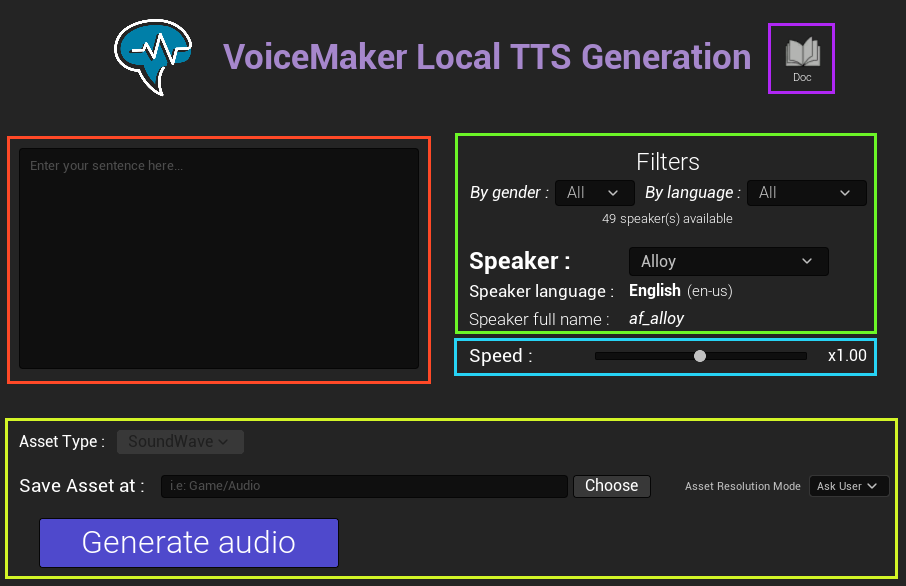 VoiceMaker Local TTS Generation
Doc
Enter your sentence here...
Filters
By gender : All By language : All
49 speaker(s) available
Speaker : Alloy
Speaker language : English (en-us)
Speaker full name : af_alloy
Speed : x1.00
Asset Type : SoundWave
Save Asset at : i.e: Game/Audio Choose Asset Resolution Mode Ask User
Generate audio